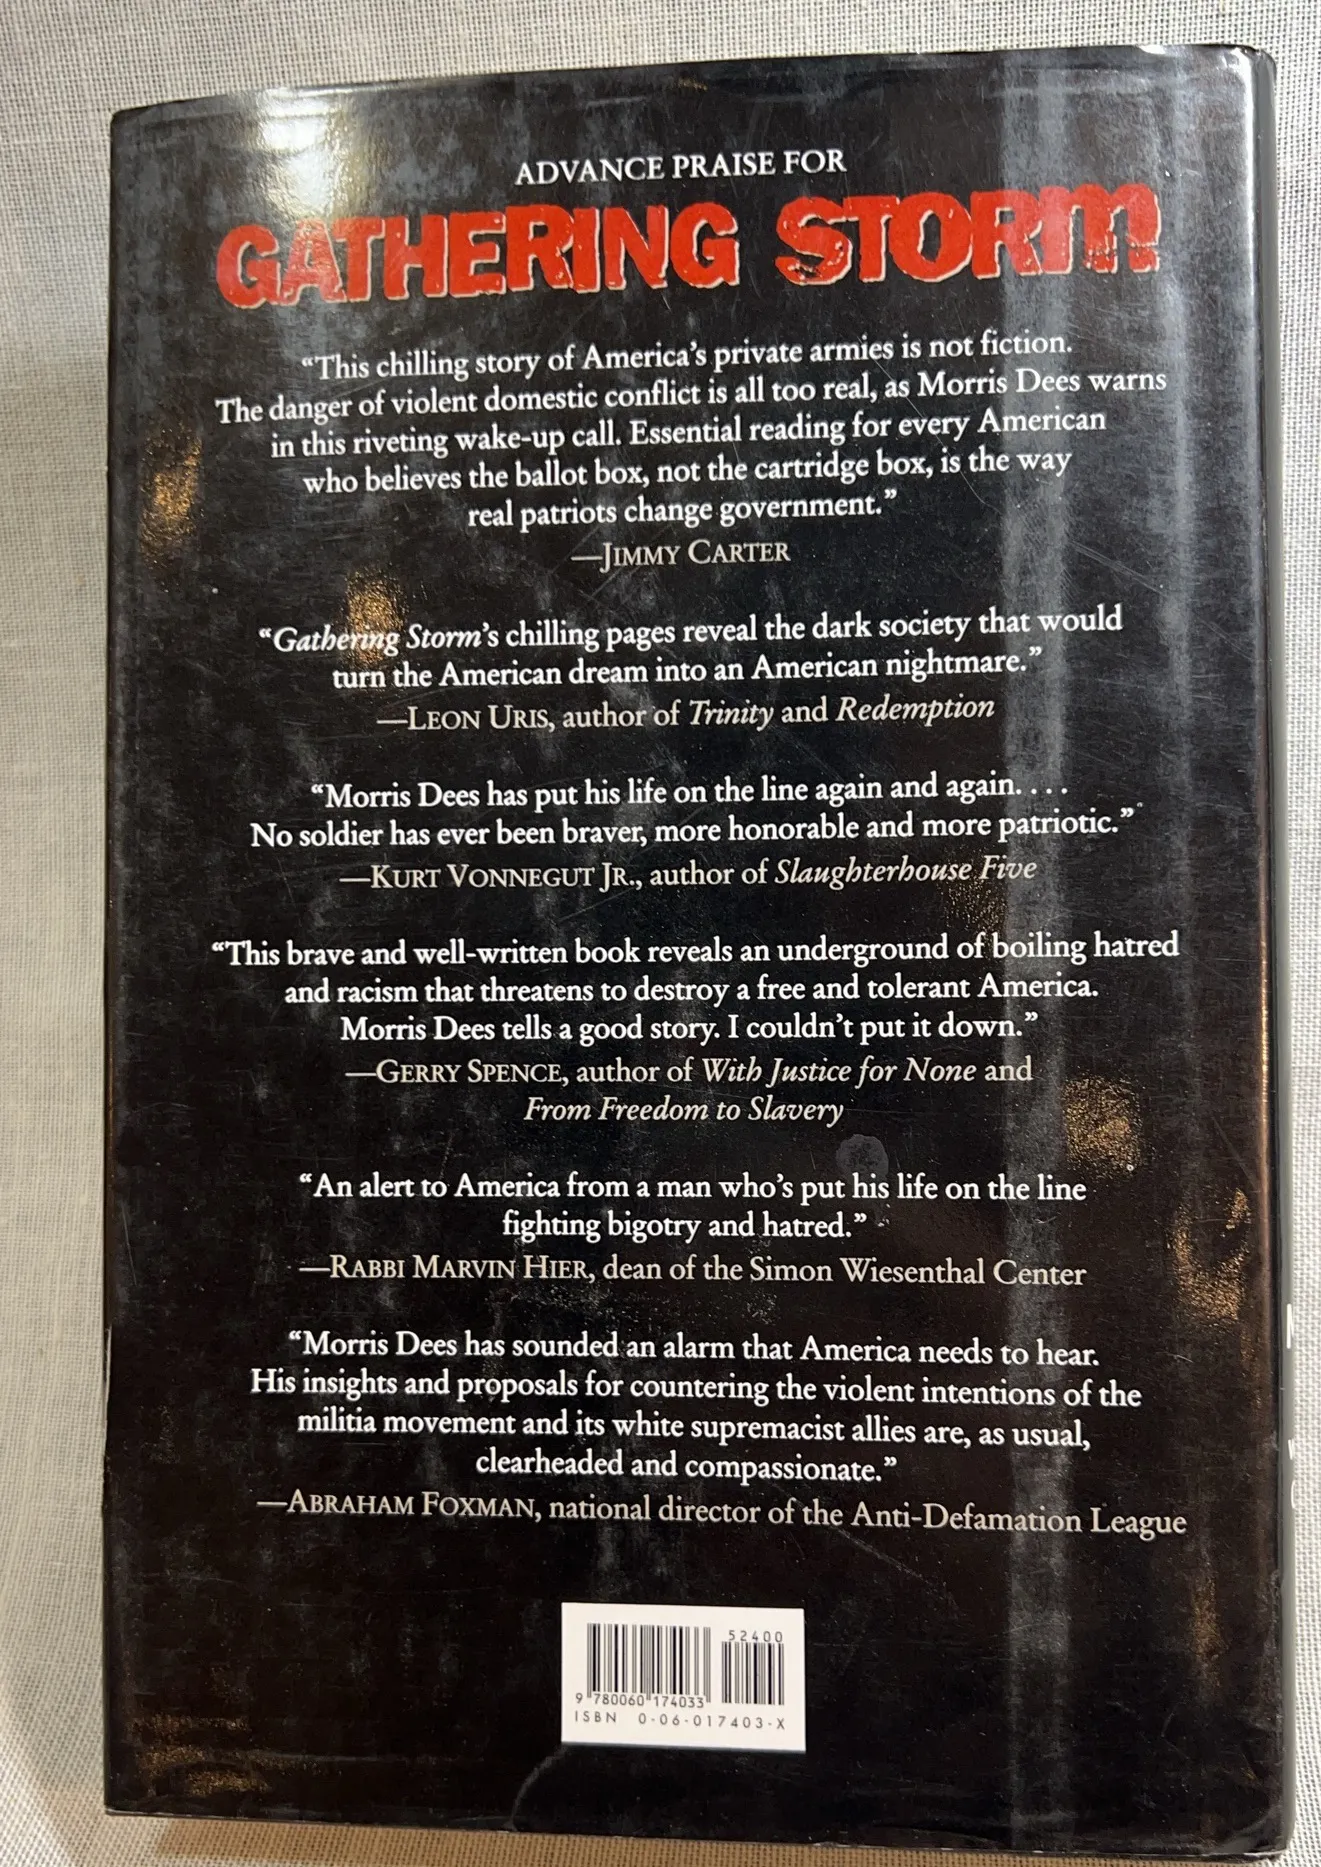 ADVANCE PRAISE FOR
GATHERING STORM
“This chilling story of America’s private armies is not fiction.
The danger of violent domestic conflict is all too real, as Morris Dees warns
in this riveting wake-up call. Essential reading for every American
who believes the ballot box, not the cartridge box, is the way
real patriots change government.”
—JIMMY CARTER
“Gathering Storm’s chilling pages reveal the dark society that would
turn the American dream into an American nightmare.”
—LEON URIS, author of Trinity and Redemption
“Morris Dees has put his life on the line again and again. . . .
No soldier has ever been braver, more honorable and more patriotic.”
—KURT VONNEGUT JR., author of Slaughterhouse Five
“This brave and well-written book reveals an underground of boiling hatred
and racism that threatens to destroy a free and tolerant America.
Morris Dees tells a good story. I couldn’t put it down.”
—GERRY SPENCE, author of With Justice for None and
From Freedom to Slavery
“An alert to America from a man who’s put his life on the line
fighting bigotry and hatred.”
—RABBI MARVIN HIER, dean of the Simon Wiesenthal Center
“Morris Dees has sounded an alarm that America needs to hear.
His insights and proposals for countering the violent intentions of the
militia movement and its white supremacist allies are, as usual,
clearheaded and compassionate.”
—ABRAHAM FOXMAN, national director of the Anti-Defamation League
52400
9 780060 174033
ISBN 0-06-017403-X